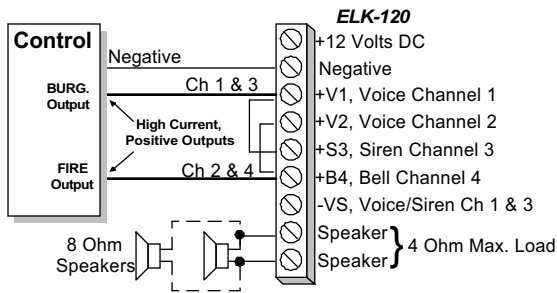 ELK-120
Control
+12 Volts DC
Negative
Negative
BURG.
Output
Ch 1 & 3
+V1, Voice Channel 1
High Current,
Positive Outputs
+V2, Voice Channel 2
+S3, Siren Channel 3
FIRE
Output
Ch 2 & 4
+B4, Bell Channel 4
-VS, Voice/Siren Ch 1 & 3
8 Ohm
Speakers
Speaker
Speaker
4 Ohm Max. Load